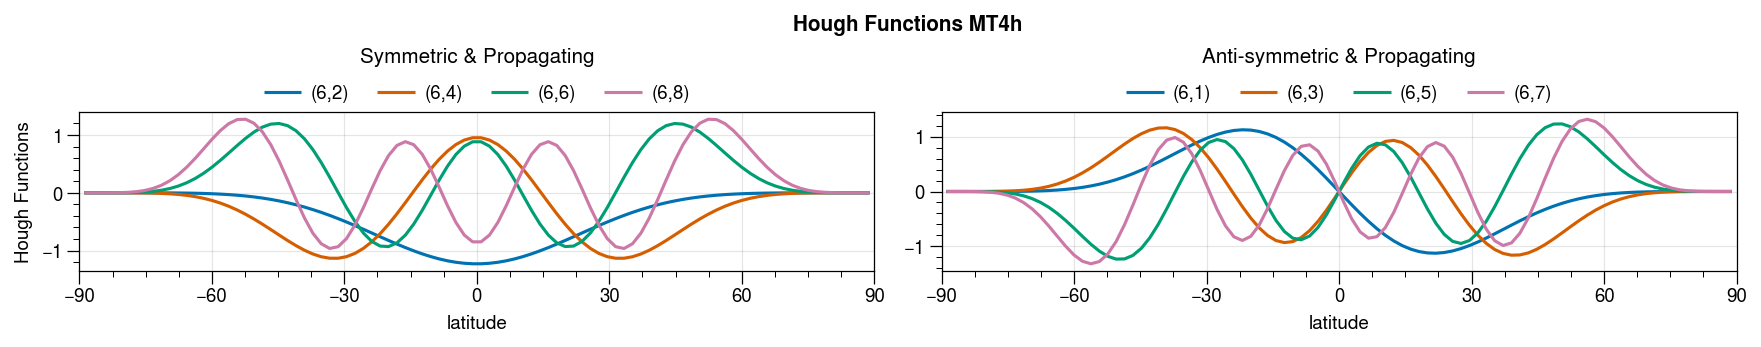 Hough Functions MT4h
Symmetric & Propagating
(6,2) (6,4) (6,6) (6,8)
Hough Functions
1
0
−1
−90 −60 −30 0 30 60 90
latitude
Anti-symmetric & Propagating
(6,1) (6,3) (6,5) (6,7)
1
0
−1
−90 −60 −30 0 30 60 90
latitude